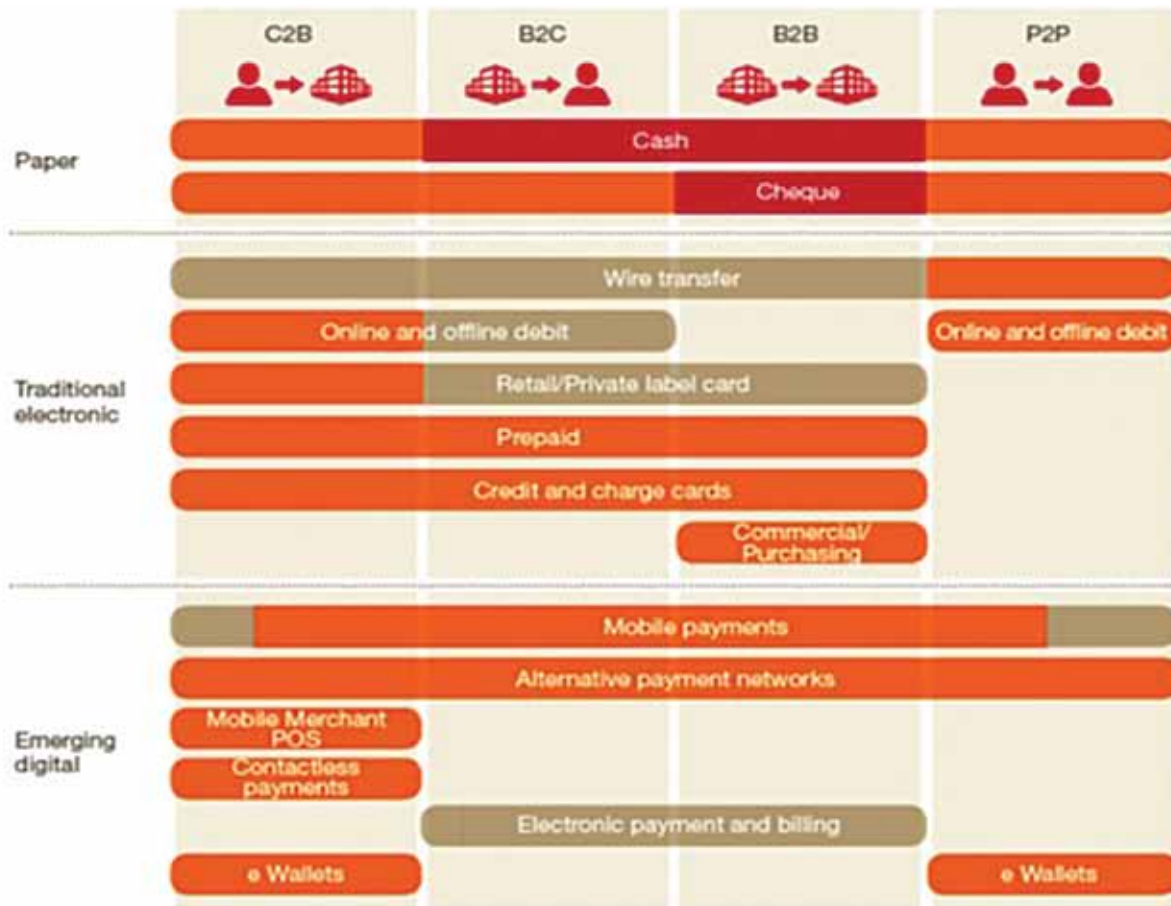 C2B
B2C
B2B
P2P
Paper
Cash
Cheque
Traditional
electronic
Wire transfer
Online and offline debit
Online and offline debit
Retail/Private label card
Prepaid
Credit and charge cards
Commercial/
Purchasing
Emerging
digital
Mobile payments
Alternative payment networks
Mobile Merchant
POS
Contactless
payments
Electronic payment and billing
e Wallets
e Wallets